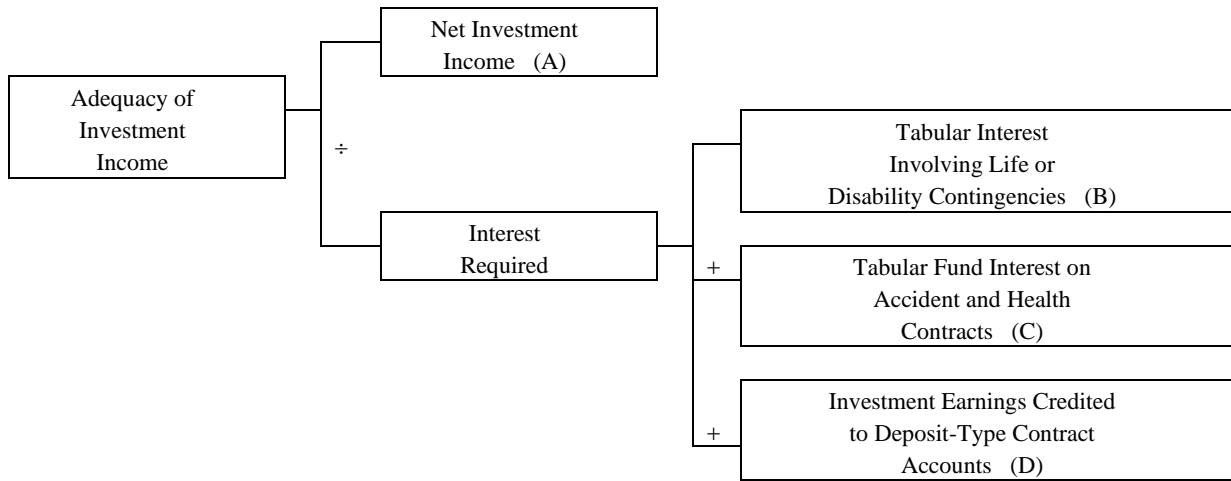 Net Investment
Income (A)
Adequacy of
Investment
Income
÷
Tabular Interest
Involving Life or
Disability Contingencies (B)
Interest
Required
+
Tabular Fund Interest on
Accident and Health
Contracts (C)
+
Investment Earnings Credited
to Deposit-Type Contract
Accounts (D)